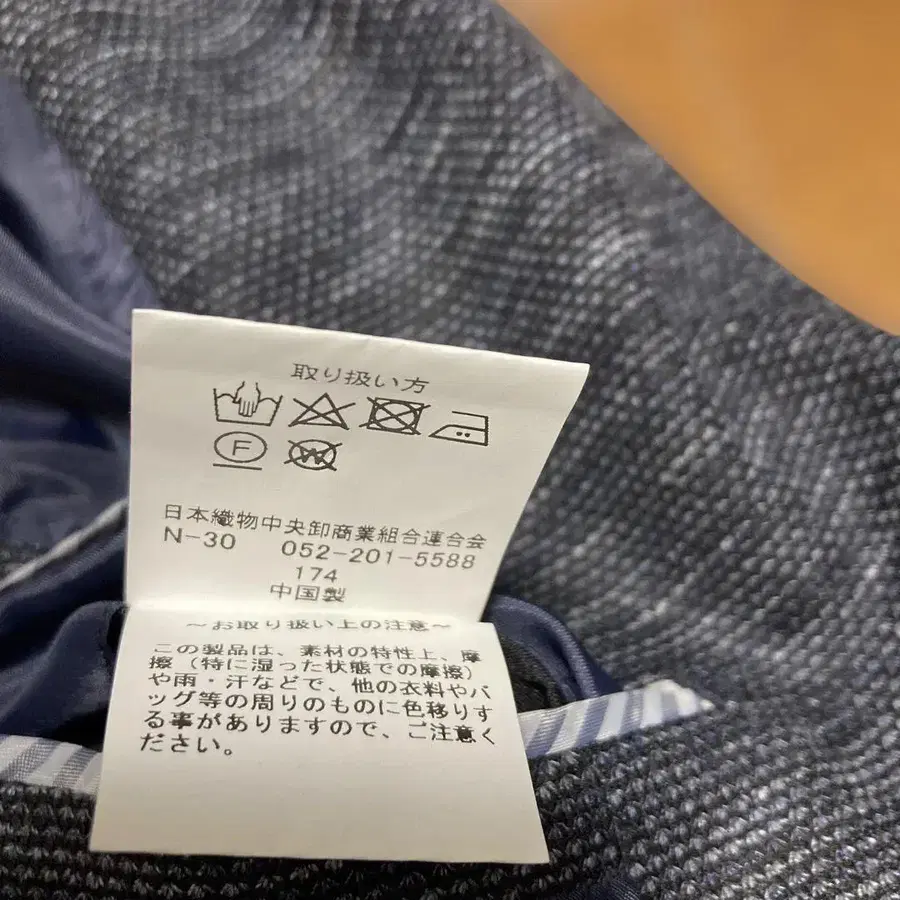 取り扱い方
F W
日本織物中央卸商業組合連合会
N-30 052-201-5588
174
中国製
～お取り扱い上の注意～
この製品は、素材の特性上、摩
擦（特に湿った状態での摩擦）
や雨・汗などで、他の衣料やバ
ッグ等の周りのものに色移りす
る事がありますので、ご注意く
ださい。